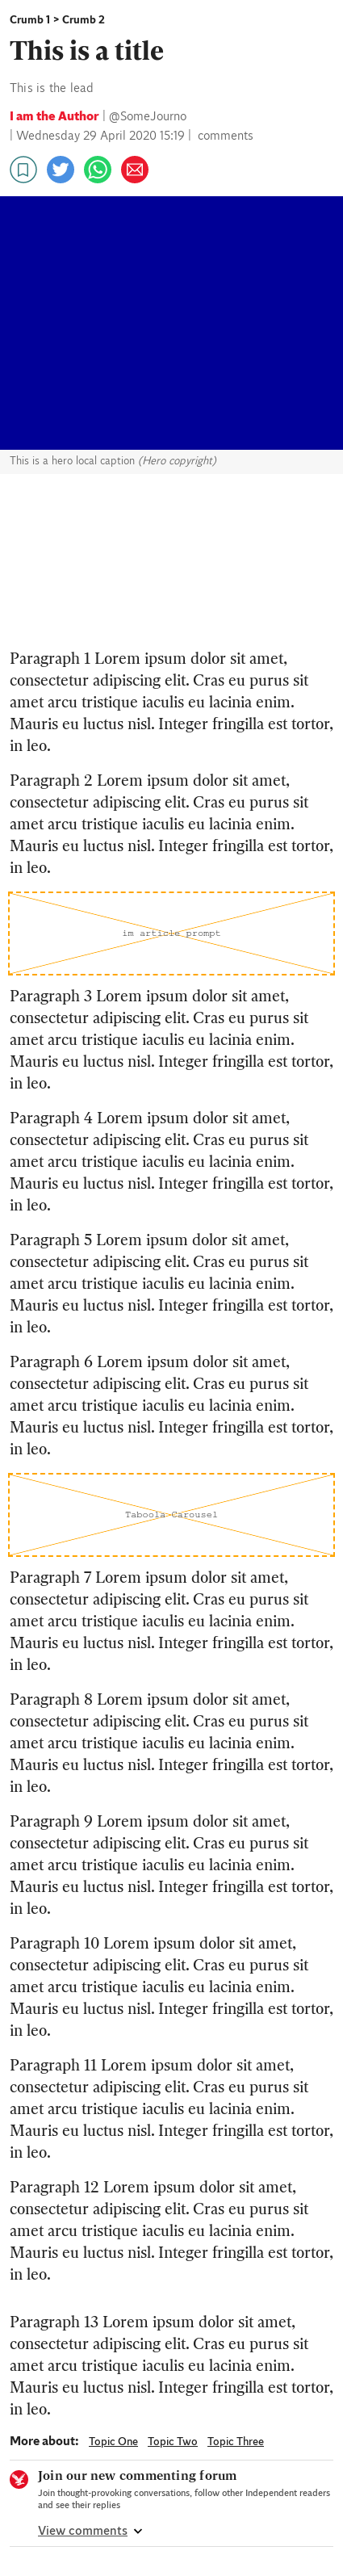 Crumb 1 > Crumb 2
This is a title
This is the lead
I am the Author | @SomeJourno
| Wednesday 29 April 2020 15:19 | comments
This is a hero local caption (Hero copyright)
Paragraph 1 Lorem ipsum dolor sit amet,
consectetur adipiscing elit. Cras eu purus sit
amet arcu tristique iaculis eu lacinia enim.
Mauris eu luctus nisl. Integer fringilla est tortor,
in leo.
Paragraph 2 Lorem ipsum dolor sit amet,
consectetur adipiscing elit. Cras eu purus sit
amet arcu tristique iaculis eu lacinia enim.
Mauris eu luctus nisl. Integer fringilla est tortor,
in leo.
im article prompt
Paragraph 3 Lorem ipsum dolor sit amet,
consectetur adipiscing elit. Cras eu purus sit
amet arcu tristique iaculis eu lacinia enim.
Mauris eu luctus nisl. Integer fringilla est tortor,
in leo.
Paragraph 4 Lorem ipsum dolor sit amet,
consectetur adipiscing elit. Cras eu purus sit
amet arcu tristique iaculis eu lacinia enim.
Mauris eu luctus nisl. Integer fringilla est tortor,
in leo.
Paragraph 5 Lorem ipsum dolor sit amet,
consectetur adipiscing elit. Cras eu purus sit
amet arcu tristique iaculis eu lacinia enim.
Mauris eu luctus nisl. Integer fringilla est tortor,
in leo.
Paragraph 6 Lorem ipsum dolor sit amet,
consectetur adipiscing elit. Cras eu purus sit
amet arcu tristique iaculis eu lacinia enim.
Mauris eu luctus nisl. Integer fringilla est tortor,
in leo.
Taboola Carousel
Paragraph 7 Lorem ipsum dolor sit amet,
consectetur adipiscing elit. Cras eu purus sit
amet arcu tristique iaculis eu lacinia enim.
Mauris eu luctus nisl. Integer fringilla est tortor,
in leo.
Paragraph 8 Lorem ipsum dolor sit amet,
consectetur adipiscing elit. Cras eu purus sit
amet arcu tristique iaculis eu lacinia enim.
Mauris eu luctus nisl. Integer fringilla est tortor,
in leo.
Paragraph 9 Lorem ipsum dolor sit amet,
consectetur adipiscing elit. Cras eu purus sit
amet arcu tristique iaculis eu lacinia enim.
Mauris eu luctus nisl. Integer fringilla est tortor,
in leo.
Paragraph 10 Lorem ipsum dolor sit amet,
consectetur adipiscing elit. Cras eu purus sit
amet arcu tristique iaculis eu lacinia enim.
Mauris eu luctus nisl. Integer fringilla est tortor,
in leo.
Paragraph 11 Lorem ipsum dolor sit amet,
consectetur adipiscing elit. Cras eu purus sit
amet arcu tristique iaculis eu lacinia enim.
Mauris eu luctus nisl. Integer fringilla est tortor,
in leo.
Paragraph 12 Lorem ipsum dolor sit amet,
consectetur adipiscing elit. Cras eu purus sit
amet arcu tristique iaculis eu lacinia enim.
Mauris eu luctus nisl. Integer fringilla est tortor,
in leo.
Paragraph 13 Lorem ipsum dolor sit amet,
consectetur adipiscing elit. Cras eu purus sit
amet arcu tristique iaculis eu lacinia enim.
Mauris eu luctus nisl. Integer fringilla est tortor,
in leo.
More about: Topic One Topic Two Topic Three
Join our new commenting forum
Join thought-provoking conversations, follow other Independent readers
and see their replies
View comments